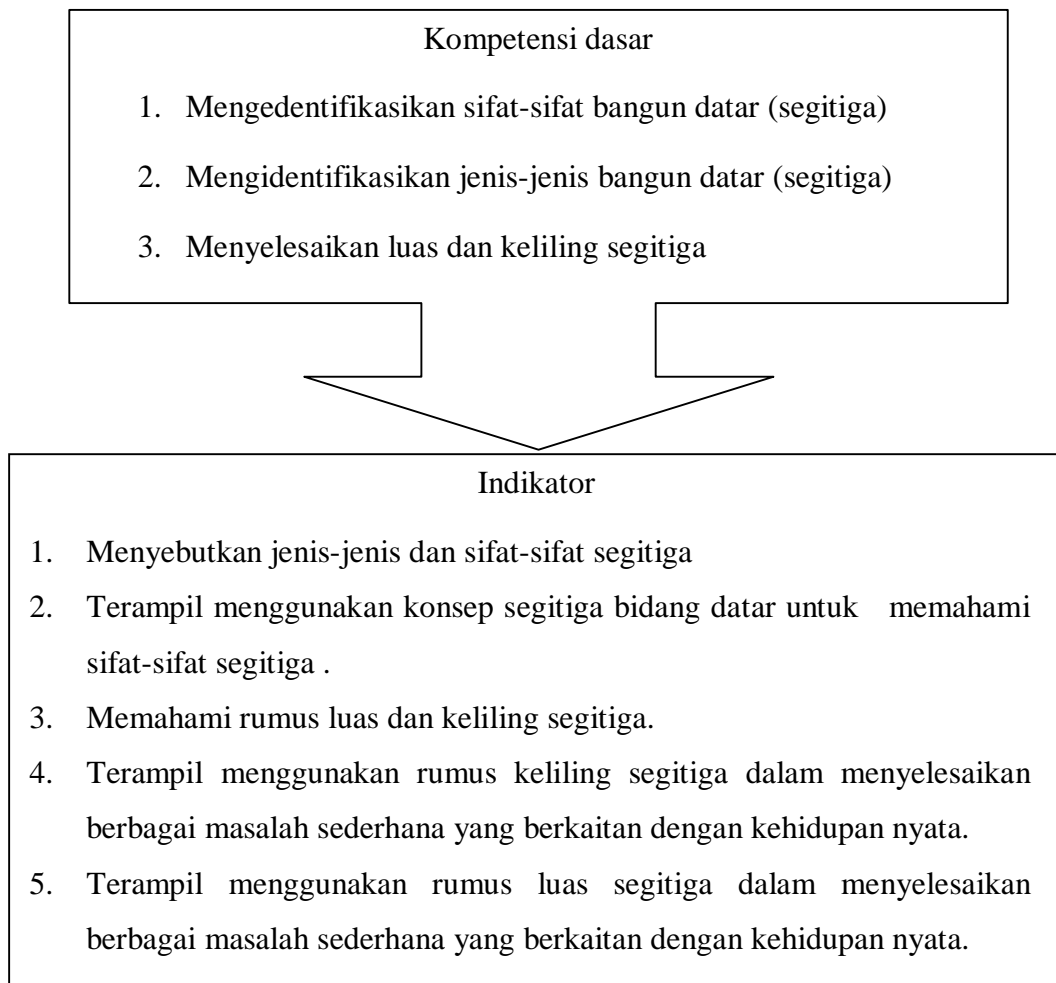 Kompetensi dasar
1. Mengedentifikasikan sifat-sifat bangun datar (segitiga)
2. Mengidentifikasikan jenis-jenis bangun datar (segitiga)
3. Menyelesaikan luas dan keliling segitiga
Indikator
1. Menyebutkan jenis-jenis dan sifat-sifat segitiga
2. Terampil menggunakan konsep segitiga bidang datar untuk memahami
sifat-sifat segitiga .
3. Memahami rumus luas dan keliling segitiga.
4. Terampil menggunakan rumus keliling segitiga dalam menyelesaikan
berbagai masalah sederhana yang berkaitan dengan kehidupan nyata.
5. Terampil menggunakan rumus luas segitiga dalam menyelesaikan
berbagai masalah sederhana yang berkaitan dengan kehidupan nyata.